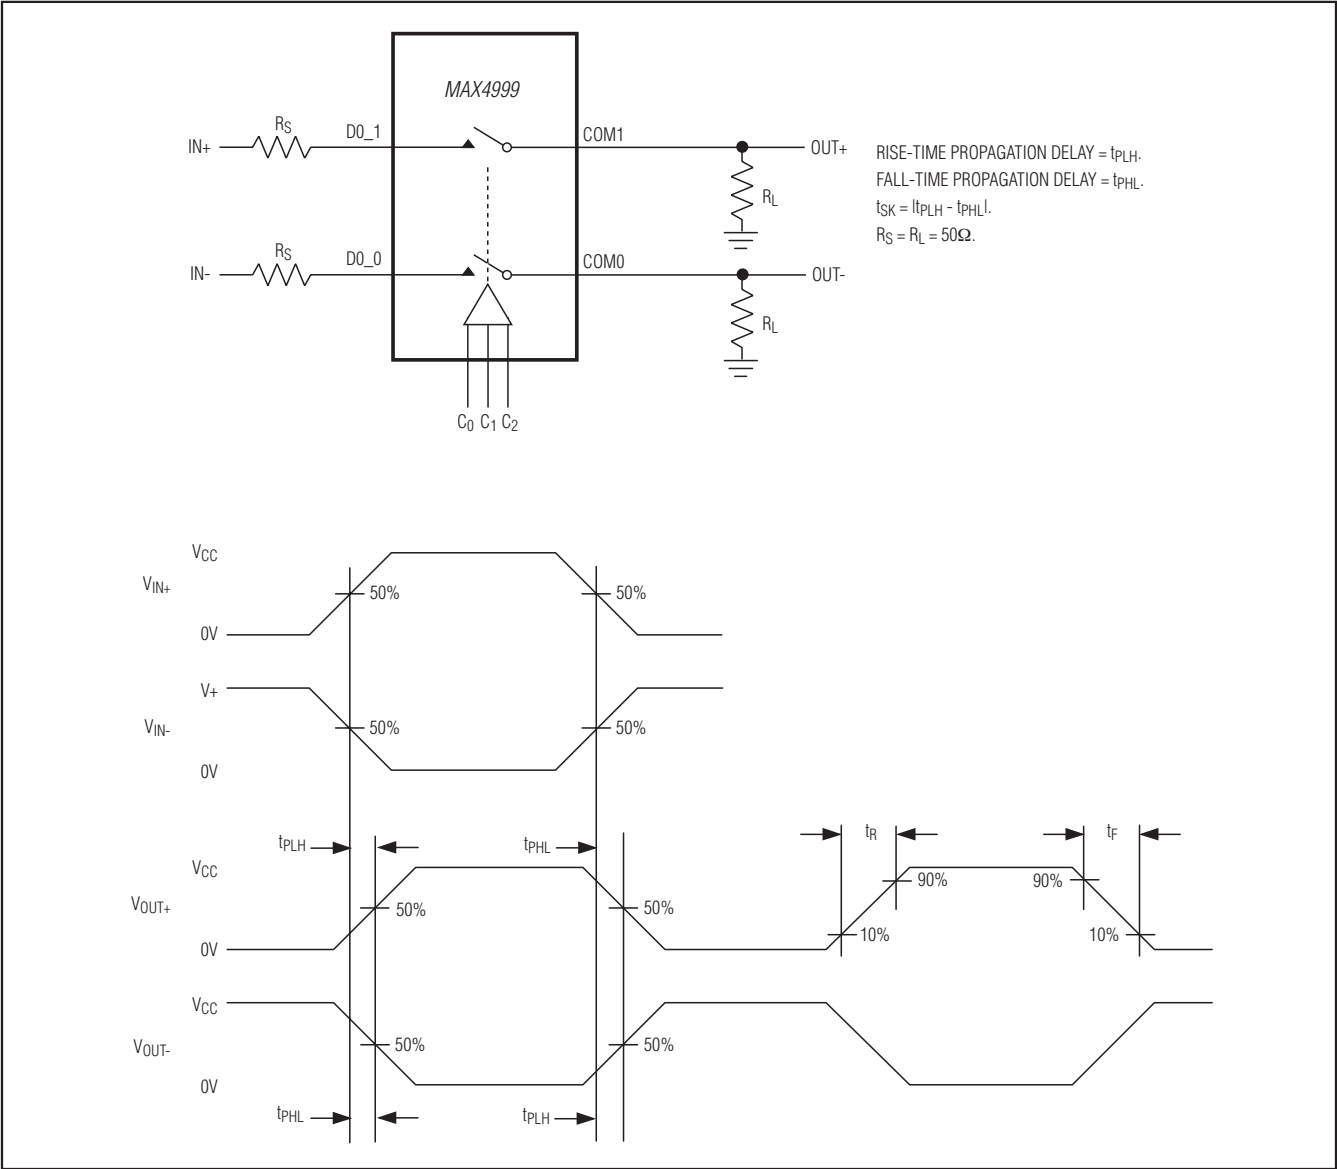 MAX4999
IN+
RS
D0_1
COM1
OUT+
RL
RISE-TIME PROPAGATION DELAY = tPLH.
FALL-TIME PROPAGATION DELAY = tPHL.
tSK = |tPLH - tPHL|.
RS = RL = 50Ω.
IN-
RS
D0_0
COM0
OUT-
RL
C0 C1 C2
VCC
VIN+
50%
50%
0V
V+
VIN-
50%
50%
0V
tPLH
tPHL
tR
tF
VCC
90%
90%
VOUT+
50%
50%
10%
10%
0V
VCC
VOUT-
50%
50%
0V
tPHL
tPLH